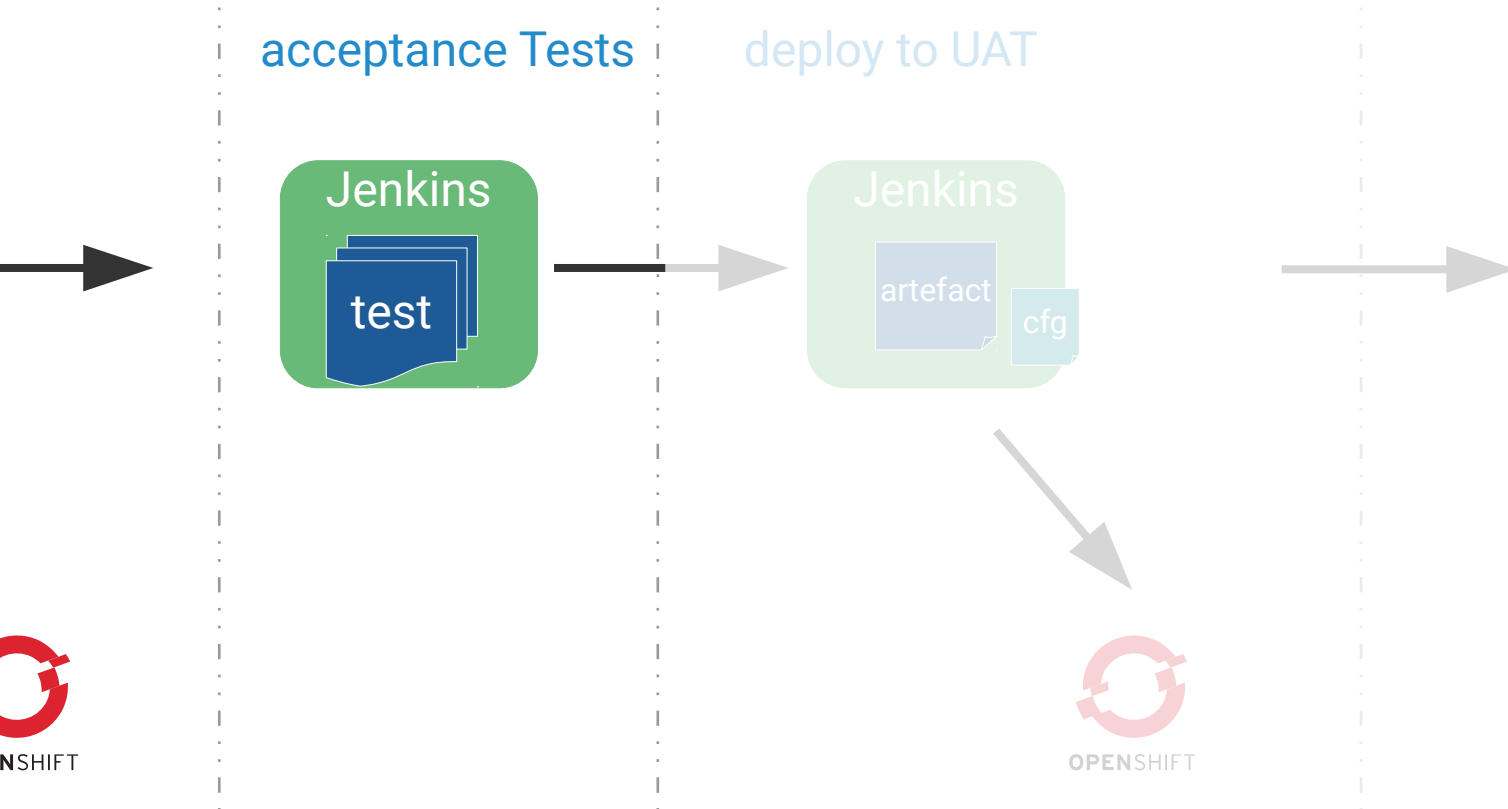 acceptance Tests
deploy to UAT
Jenkins
test
Jenkins
artefact
cfg
NSHIFT
OPENSHIFT